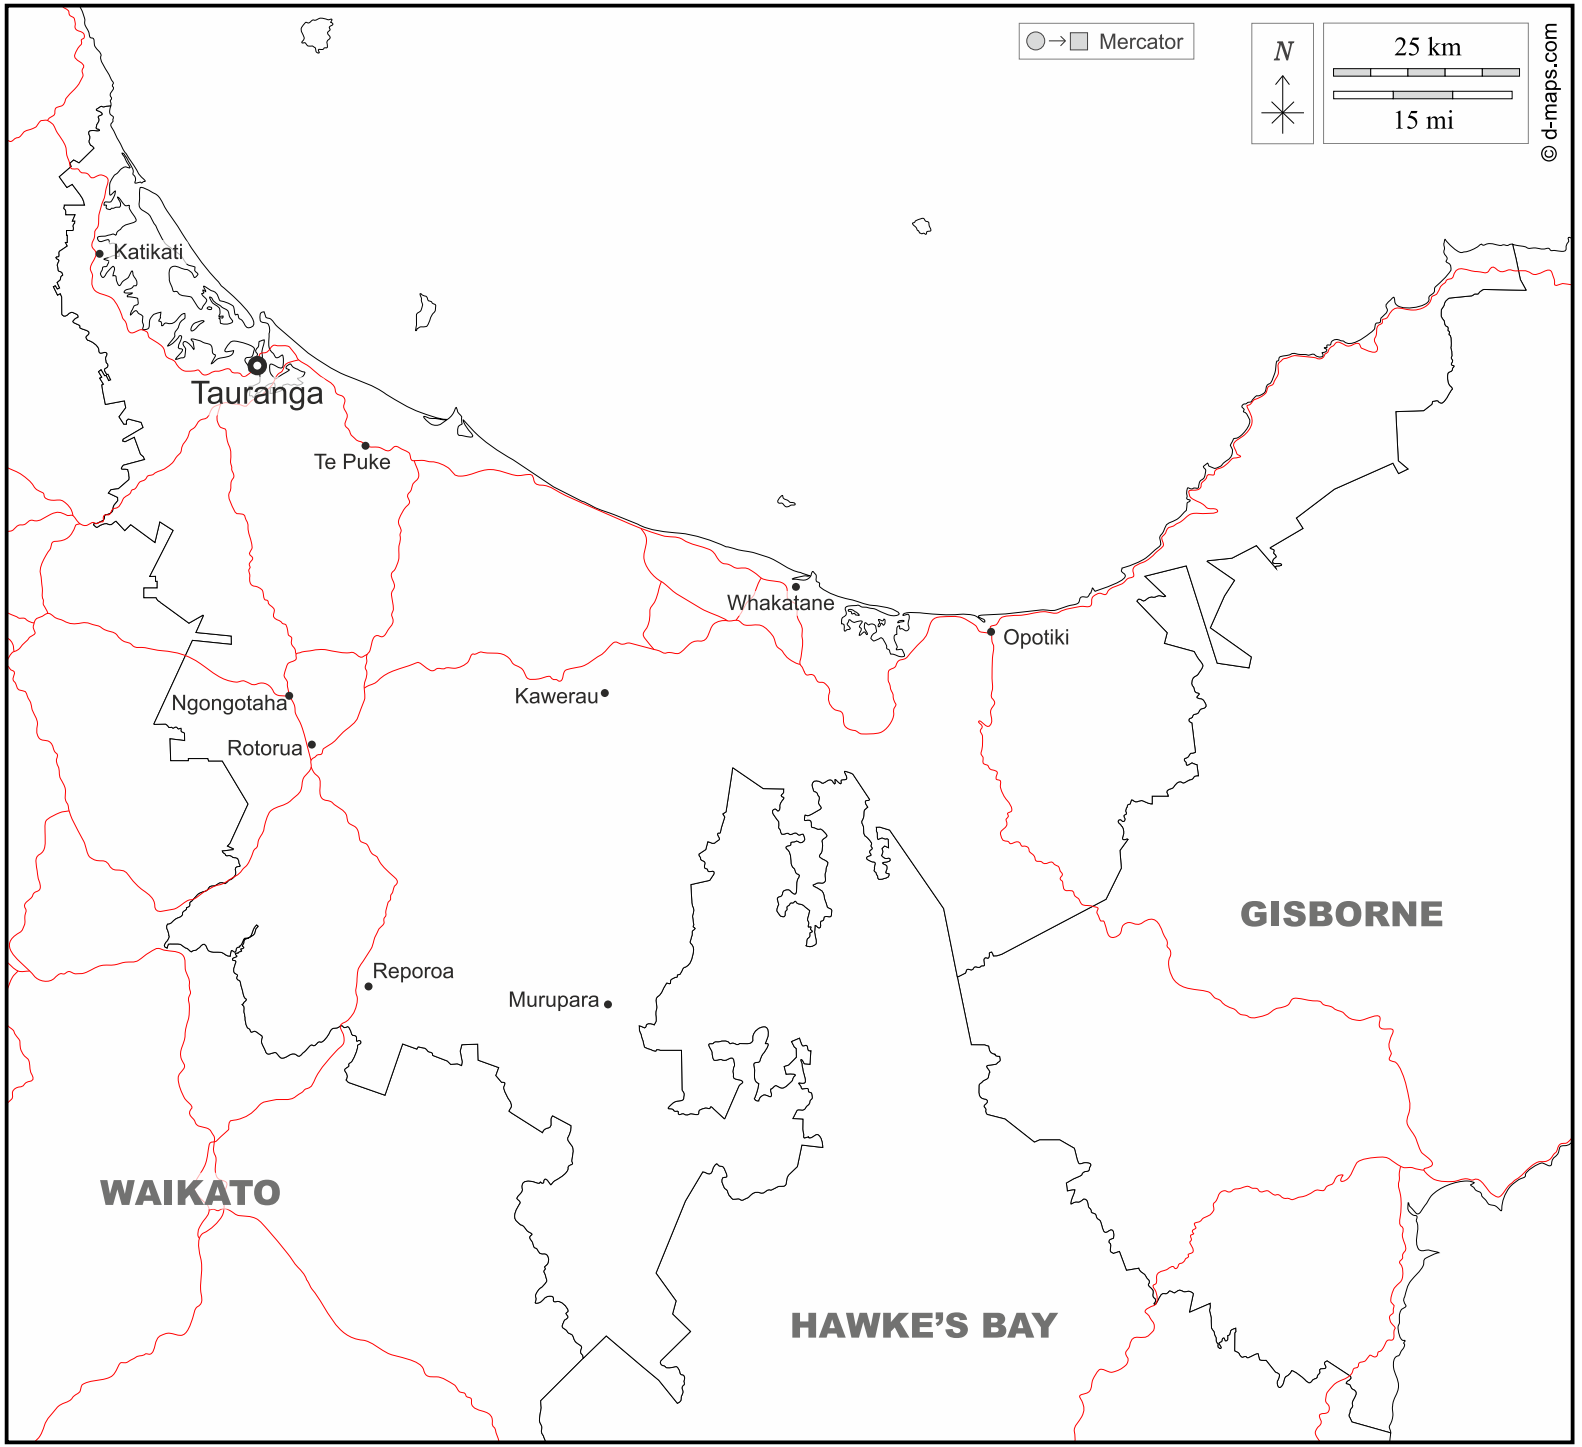 Mercator
N
25 km
15 mi
© d-maps.com
Katikati
Tauranga
Te Puke
Whakatane
Opotiki
Ngongotaha
Kawerau
Rotorua
GISBORNE
Reporoa
Murupara
WAIKATO
HAWKE'S BAY